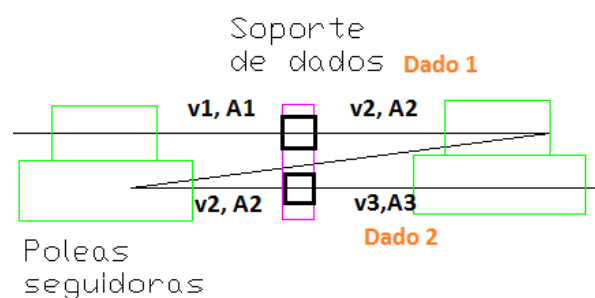 Soporte
de dados
Dado 1
v1, A1
v2, A2
v2, A2
v3,A3
Dado 2
Poleas
seguidoras